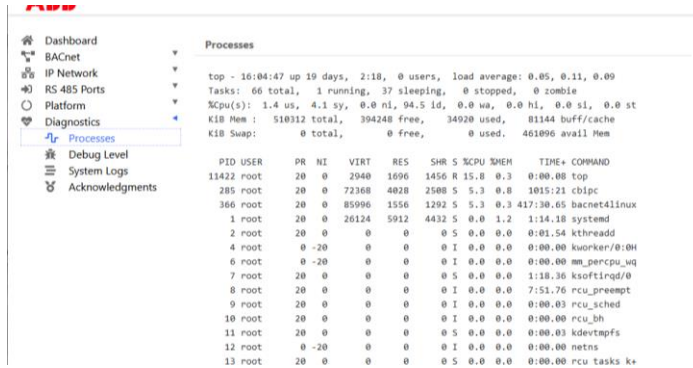 ABB
Dashboard
BACnet
IP Network
RS 485 Ports
Platform
Diagnostics
Processes
Debug Level
System Logs
Acknowledgments
Processes
top - 16:04:47 up 19 days, 2:18, 0 users, load average: 0.05, 0.11, 0.09
Tasks: 66 total, 1 running, 37 sleeping, 0 stopped, 0 zombie
%Cpu(s): 1.4 us, 4.1 sy, 0.0 ni, 94.5 id, 0.0 wa, 0.0 hi, 0.0 si, 0.0 st
KiB Mem : 510312 total, 394248 free, 34920 used, 81144 buff/cache
KiB Swap: 0 total, 0 free, 0 used. 461096 avail Mem
PID USER PR NI VIRT RES SHR S %CPU %MEM TIME+ COMMAND
11422 root 20 0 2940 1696 1456 R 15.8 0.3 0:00.08 top
285 root 20 0 72368 4028 2508 S 5.3 0.8 1015:21 cbipc
366 root 20 0 85996 1556 1292 S 5.3 0.3 417:30.65 bacnet4linux
1 root 20 0 26124 5912 4432 S 0.0 1.2 1:14.18 systemd
2 root 20 0 0 0 0 S 0.0 0.0 0:01.54 kthreadd
4 root 0 -20 0 0 0 I 0.0 0.0 0:00.00 kworker/0:0H
6 root 0 -20 0 0 0 I 0.0 0.0 0:00.00 mm_percpu_wq
7 root 20 0 0 0 0 S 0.0 0.0 1:18.36 ksoftirqd/0
8 root 20 0 0 0 0 I 0.0 0.0 7:51.76 rcu_preempt
9 root 20 0 0 0 0 I 0.0 0.0 0:00.03 rcu_sched
10 root 20 0 0 0 0 I 0.0 0.0 0:00.00 rcu_bh
11 root 20 0 0 0 0 S 0.0 0.0 0:00.03 kdevtmpfs
12 root 0 -20 0 0 0 I 0.0 0.0 0:00.00 netns
13 root 20 0 0 0 0 S 0.0 0.0 0:00.00 rcu_tasks_k+